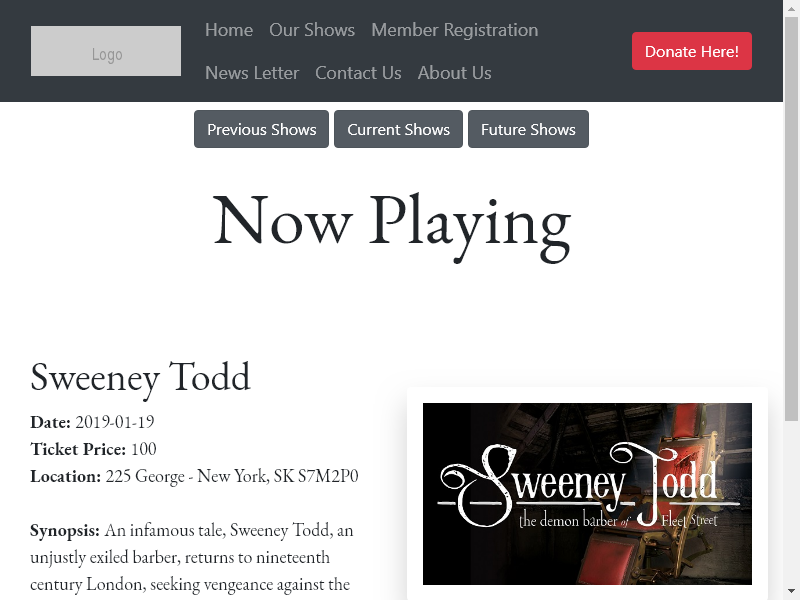 Logo
Home Our Shows Member Registration
News Letter Contact Us About Us
Donate Here!
Previous Shows Current Shows Future Shows
Now Playing
Sweeney Todd
Date: 2019-01-19
Ticket Price: 100
Location: 225 George - New York, SK S7M2P0
Synopsis: An infamous tale, Sweeney Todd, an
unjustly exiled barber, returns to nineteenth
century London, seeking vengeance against the
Sweeney Todd
the demon barber of Fleet Street